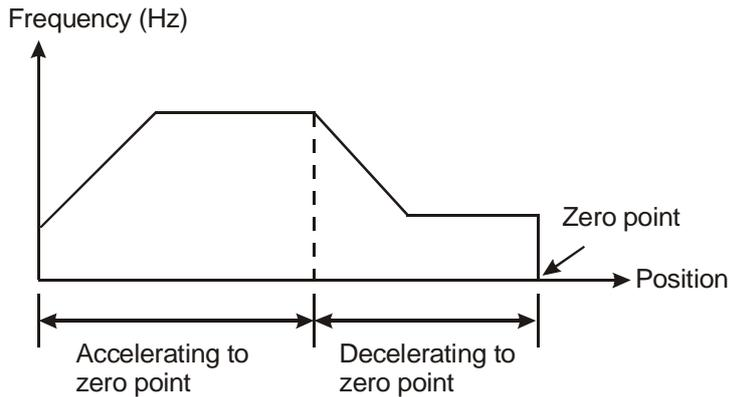 Frequency (Hz)
Zero point
Position
Accelerating to
zero point
Decelerating to
zero point